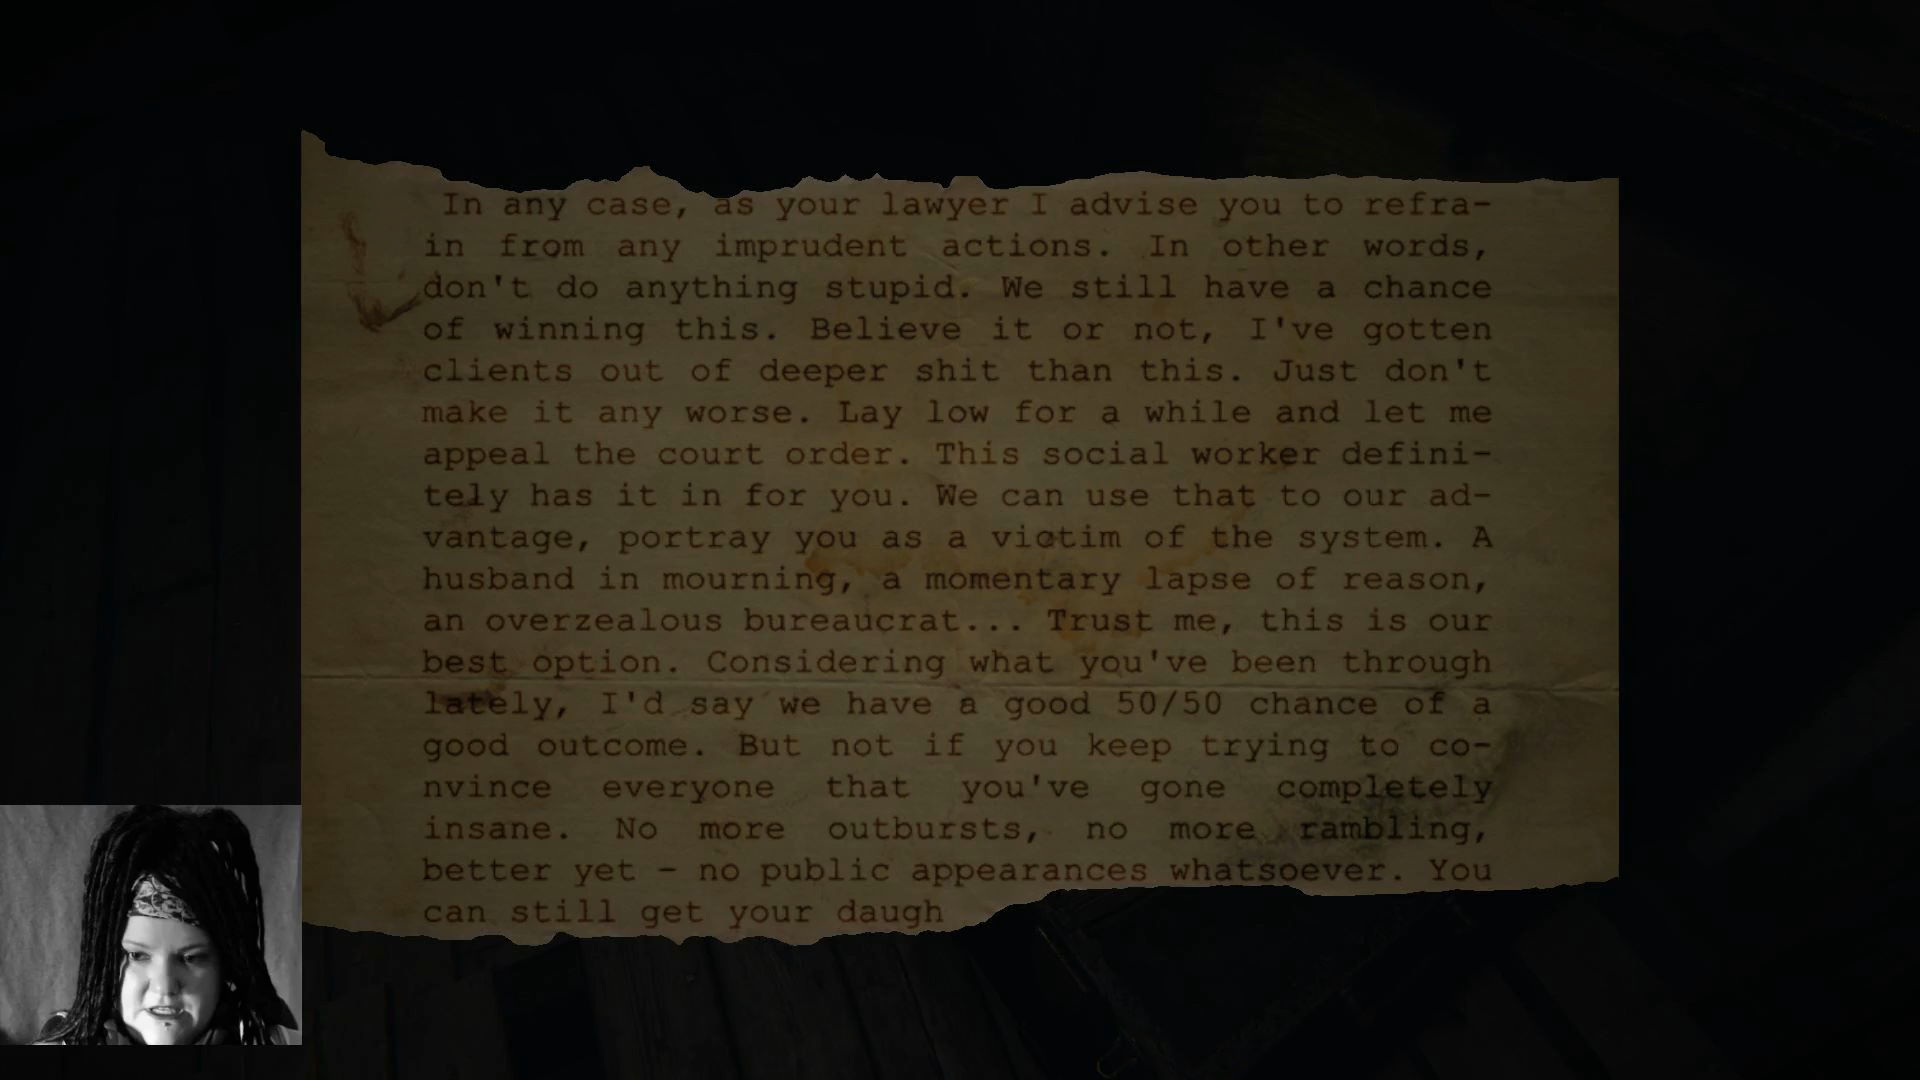 In any case, as your lawyer I advise you to refra-
in from any imprudent actions. In other words,
don't do anything stupid. We still have a chance
of winning this. Believe it or not, I've gotten
clients out of deeper shit than this. Just don't
make it any worse. Lay low for a while and let me
appeal the court order. This social worker defini-
tely has it in for you. We can use that to our ad-
vantage, portray you as a victim of the system. A
husband in mourning, a momentary lapse of reason,
an overzealous bureaucrat... Trust me, this is our
best option. Considering what you've been through
lately, I'd say we have a good 50/50 chance of a
good outcome. But not if you keep trying to co-
nvince everyone that you've gone completely
insane. No more outbursts, no more rambling,
better yet - no public appearances whatsoever. You
can still get your daugh